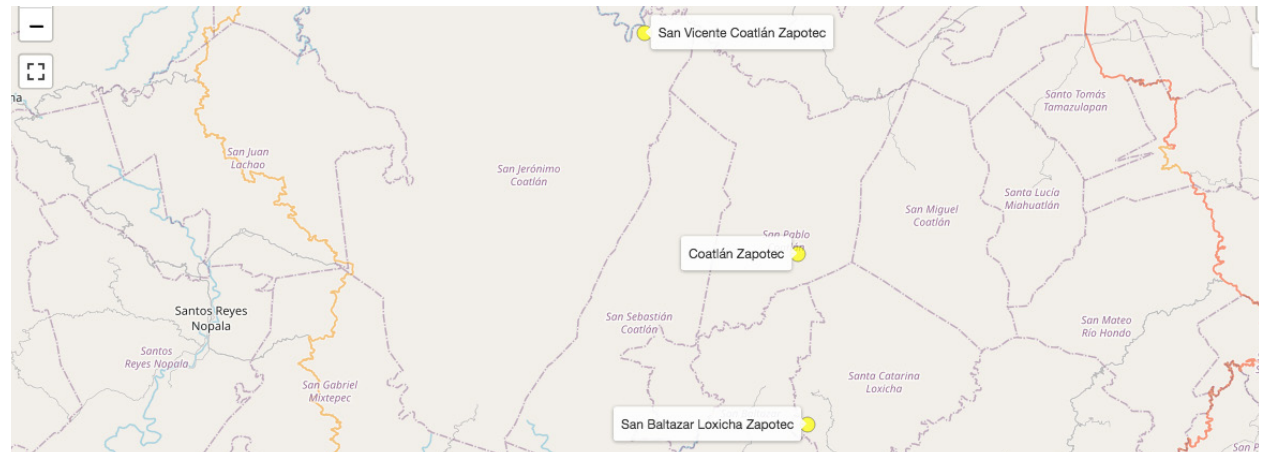 −
San Vicente Coatlán Zapotec
na
Santo Tomás
Tamazulapan
San Juan
Lachao
San Jerónimo
Coatlán
Santa Lucía
Miahuatlán
San Miguel
Coatlán
San Pablo
Coatlán Zapotec
Santos Reyes
Nopala
San Sebastián
Coatlán
San Mateo
Río Hondo
Santos
Reyes Nopala
San Gabriel
Mixtepec
Santa Catarina
Loxicha
San Baltazar Loxicha Zapotec
San P